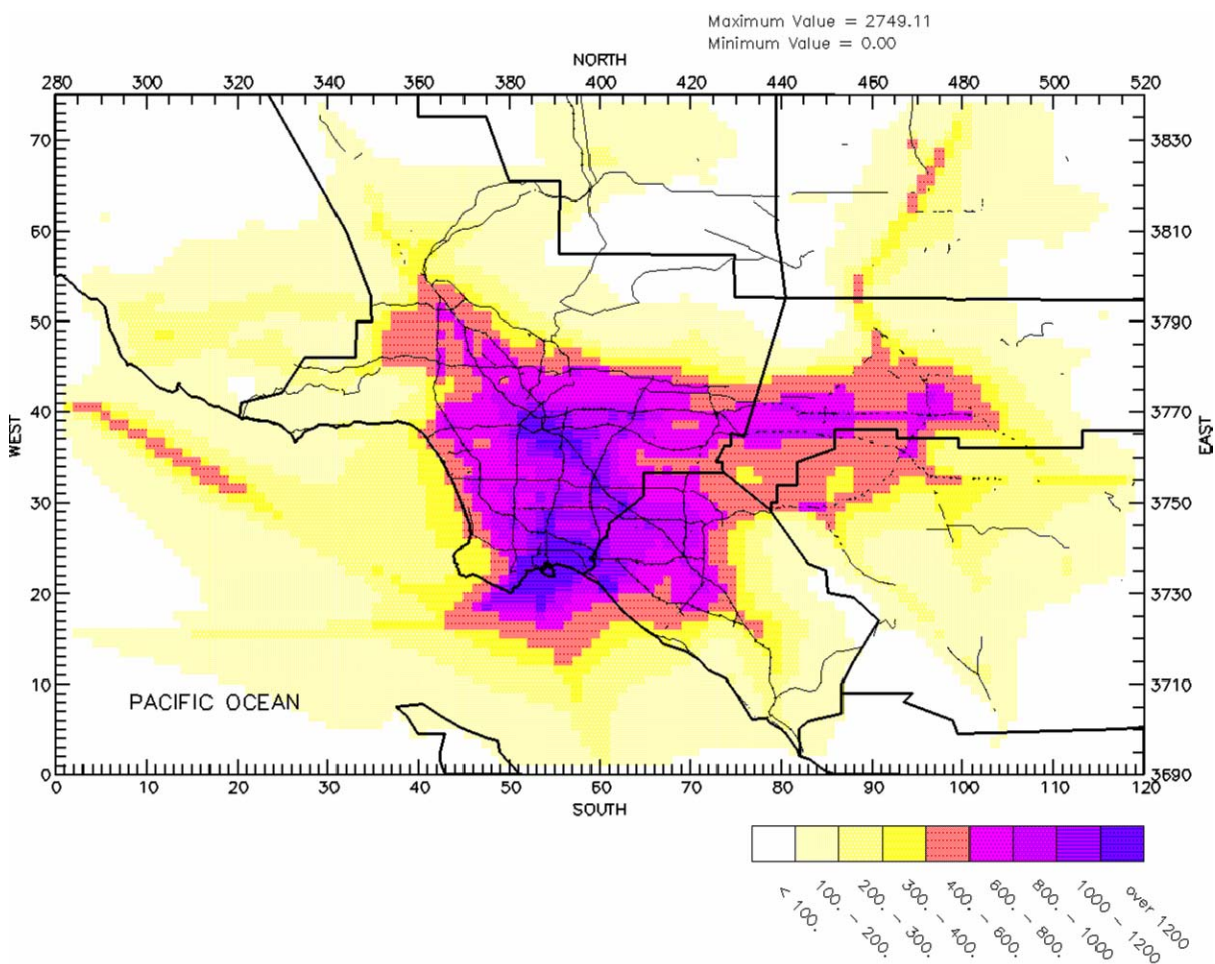 Maximum Value = 2749.11
Minimum Value = 0.00
NORTH
280 300 320 340 360 380 400 420 440 460 480 500 520
70 3830
60 3810
50 3790
40 3770
WEST EAST
30 3750
20 3730
10 3710
PACIFIC OCEAN
0 3690
0 10 20 30 40 50 60 70 80 90 100 110 120
SOUTH
< 100.
100. - 200.
200. - 300.
300. - 400.
400. - 600.
600. - 800.
800. - 1000
1000 - 1200
over 1200